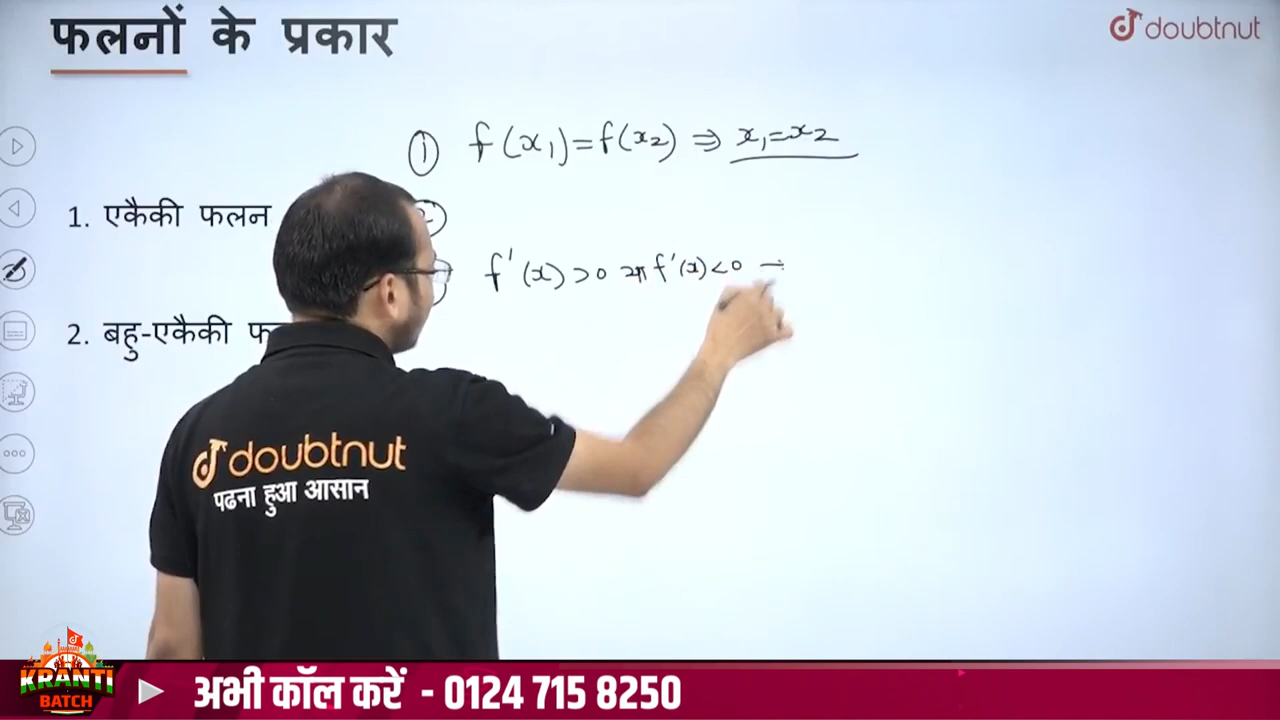 फलनों के प्रकार
doubtnut
① f(x₁)=f(x₂) ⇒ x₁=x₂
1. एकैकी फलन
f'(x)>0 या f'(x)<0
2. बहु-एकैकी
doubtnut
पढना हुआ आसान
KRANTI
BATCH
अभी कॉल करें - 0124 715 8250